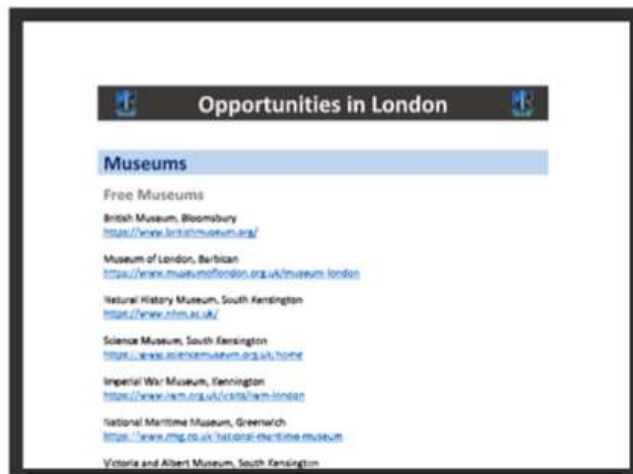 Opportunities in London
Museums
Free Museums
British Museum, Bloomsbury
https://www.britishmuseum.org/
Museum of London, Barbican
https://www.museumoflondon.org.uk/museum-london
Natural History Museum, South Kensington
https://www.nhm.ac.uk/
Science Museum, South Kensington
https://www.sciencemuseum.org.uk/home
Imperial War Museum, Kennington
https://www.iwm.org.uk/visits/iwm-london
National Maritime Museum, Greenwich
https://www.rmg.co.uk/national-maritime-museum
Victoria and Albert Museum, South Kensington